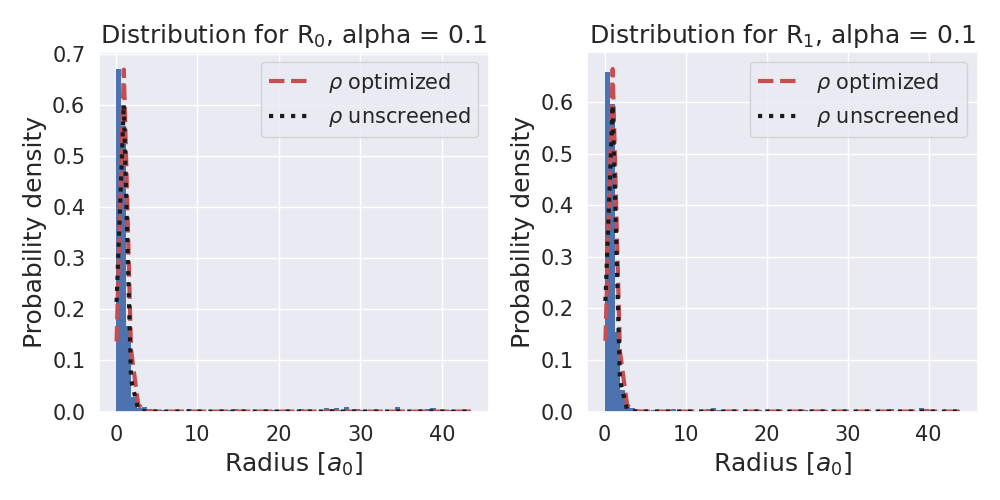 Distribution for R₀, alpha = 0.1
Probability density
0.7
0.6
0.5
0.4
0.3
0.2
0.1
0.0
ρ optimized
ρ unscreened
0 10 20 30 40
Radius [a₀]
Distribution for R₁, alpha = 0.1
Probability density
0.6
0.5
0.4
0.3
0.2
0.1
0.0
ρ optimized
ρ unscreened
0 10 20 30 40
Radius [a₀]